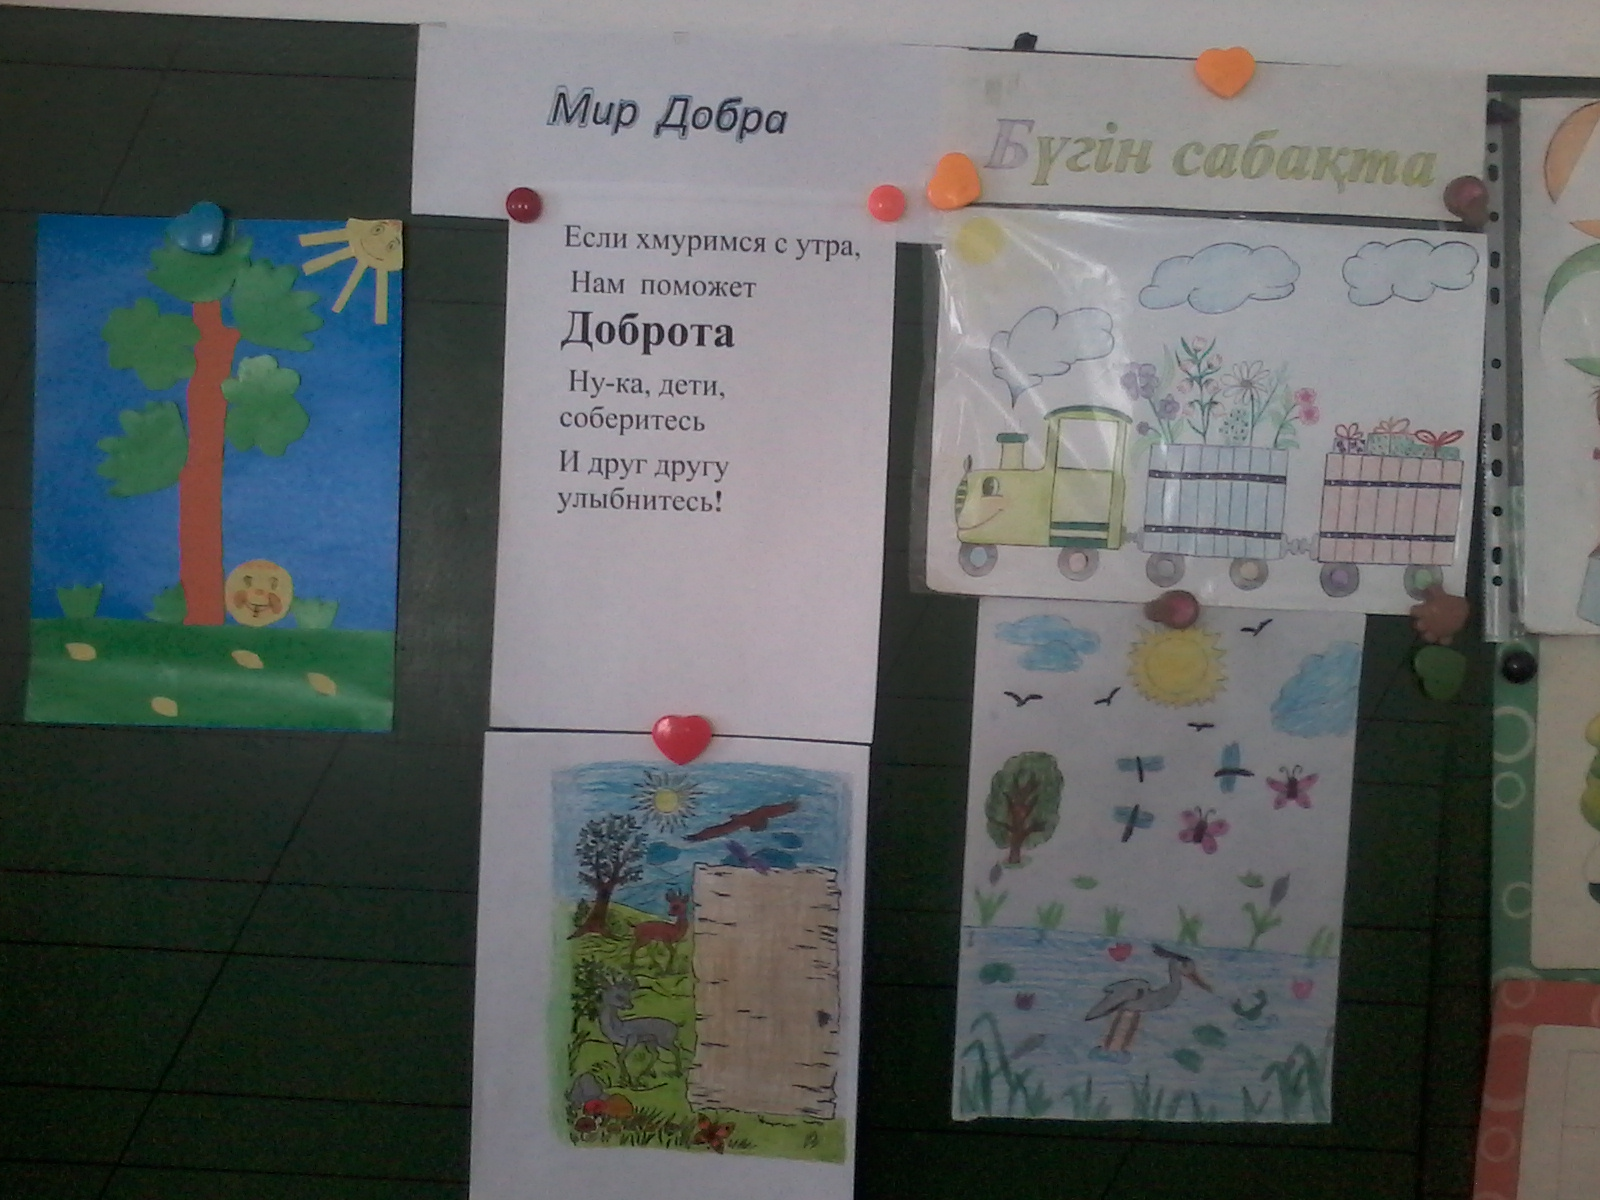 Мир Добра
Бүгін сабақта
Если хмуримся с утра,
Нам поможет
Доброта
Ну-ка, дети,
соберитесь
И друг другу
улыбнитесь!